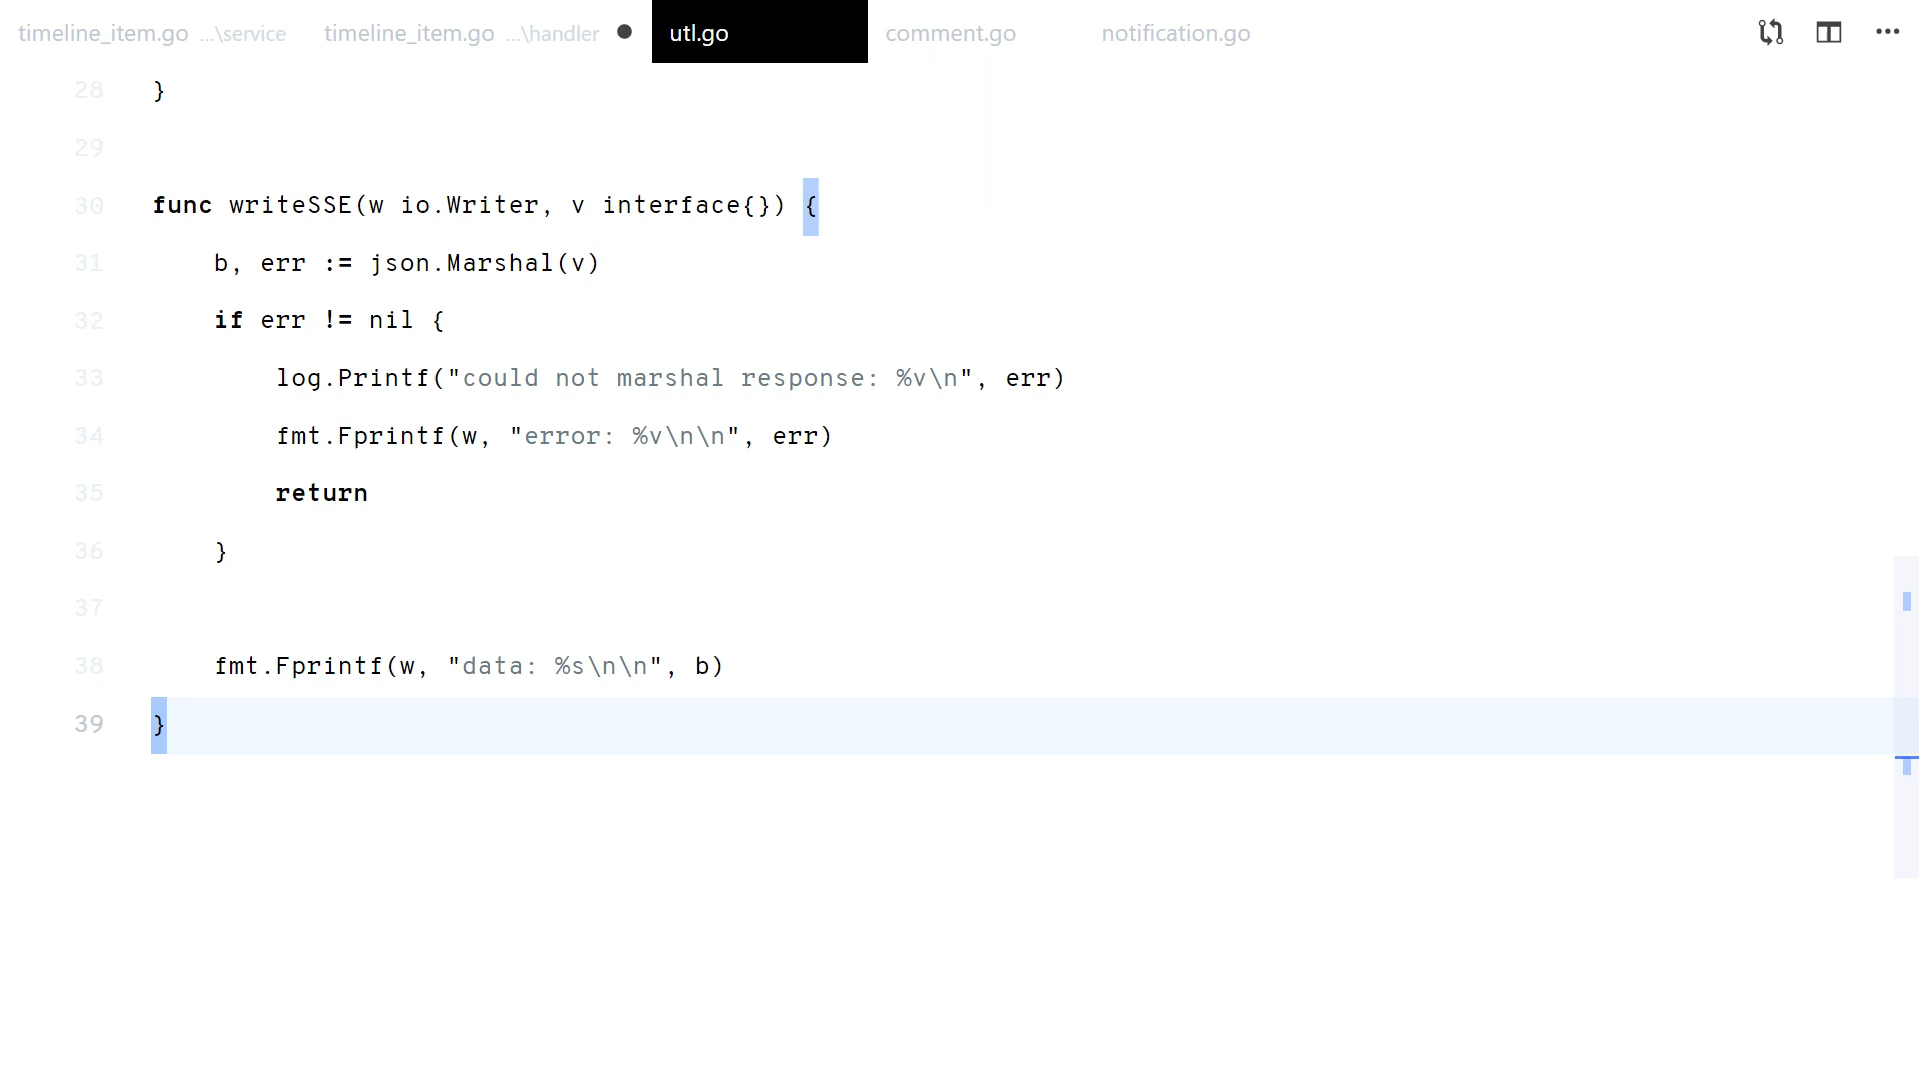 timeline_item.go ...\service timeline_item.go ...\handler utl.go comment.go notification.go
28 }
29
30 func writeSSE(w io.Writer, v interface{}) {
31 b, err := json.Marshal(v)
32 if err != nil {
33 log.Printf("could not marshal response: %v\n", err)
34 fmt.Fprintf(w, "error: %v\n\n", err)
35 return
36 }
37
38 fmt.Fprintf(w, "data: %s\n\n", b)
39 }